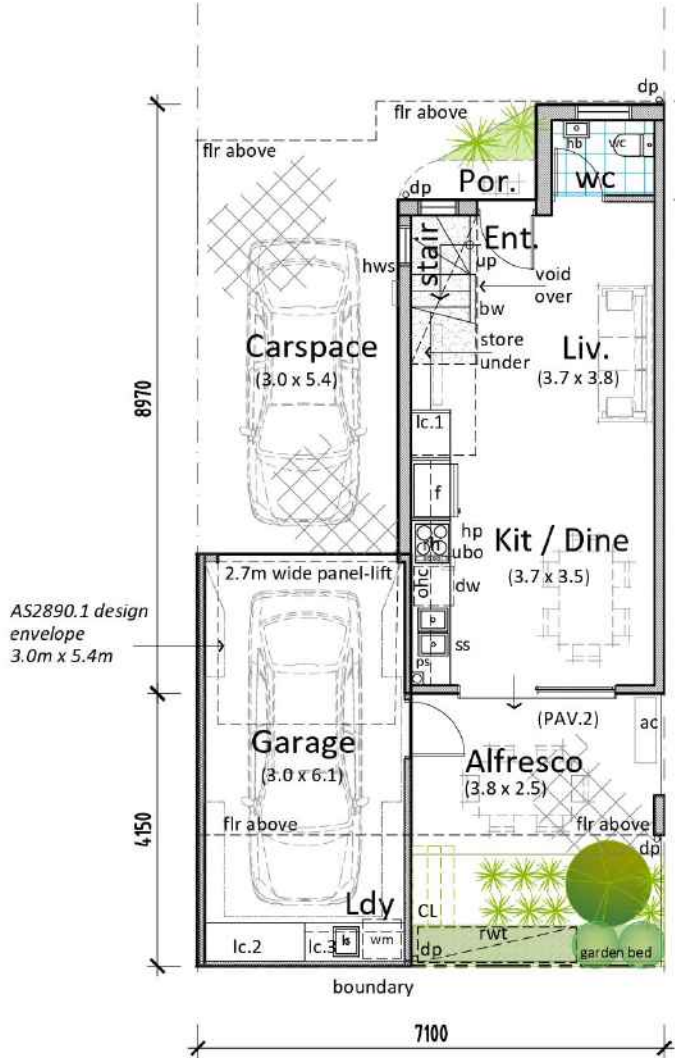 dp
flr above
flr above
hb
wc
wc
dp
Por.
stair
Ent.
hws
up
void
over
bw
Carspace
(3.0 x 5.4)
store
under
Liv.
(3.7 x 3.8)
8970
lc.1
f
hp
ubo
Kit / Dine
(3.7 x 3.5)
2.7m wide panel-lift
ohc
dw
AS2890.1 design
envelope
3.0m x 5.4m
ss
ps
(PAV.2)
ac
Garage
(3.0 x 6.1)
Alfresco
(3.8 x 2.5)
4150
flr above
flr above
dp
Ldy
CL
lc.2
lc.3
ls
wm
rwt
dp
garden bed
boundary
7100